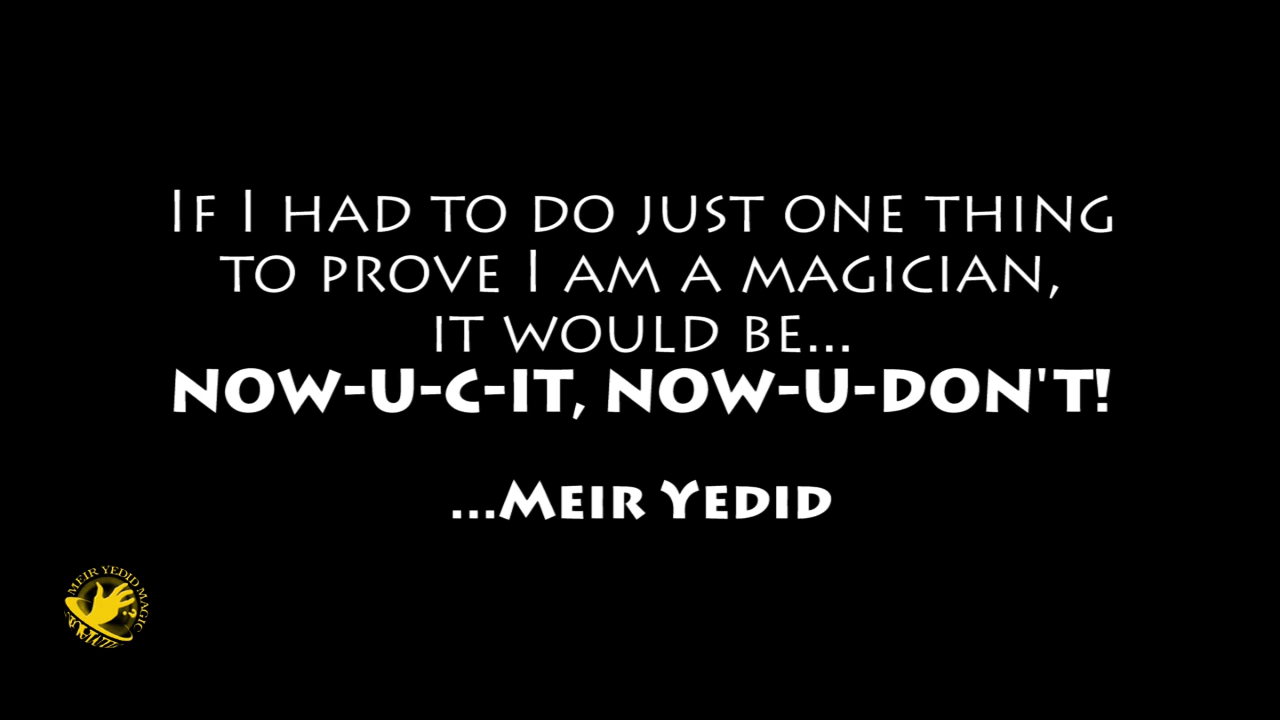 If I had to do just one thing
to prove I am a magician,
it would be...
NOW-U-C-IT, NOW-U-DON'T!
...Meir Yedid
MEIR YEDID MAGIC